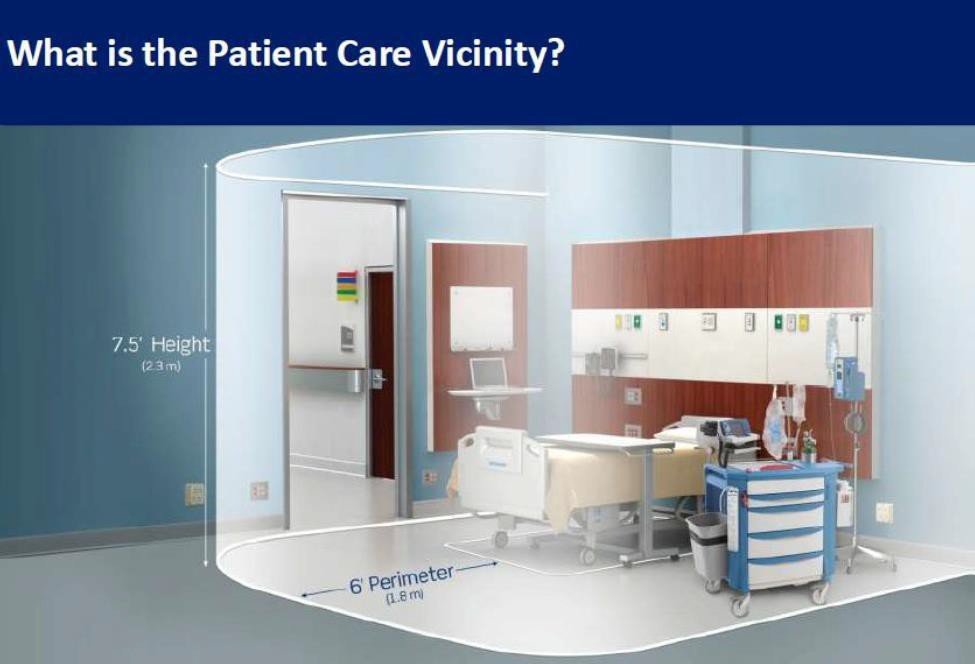 What is the Patient Care Vicinity?
7.5' Height
(2.3 m)
6' Perimeter
(1.8 m)